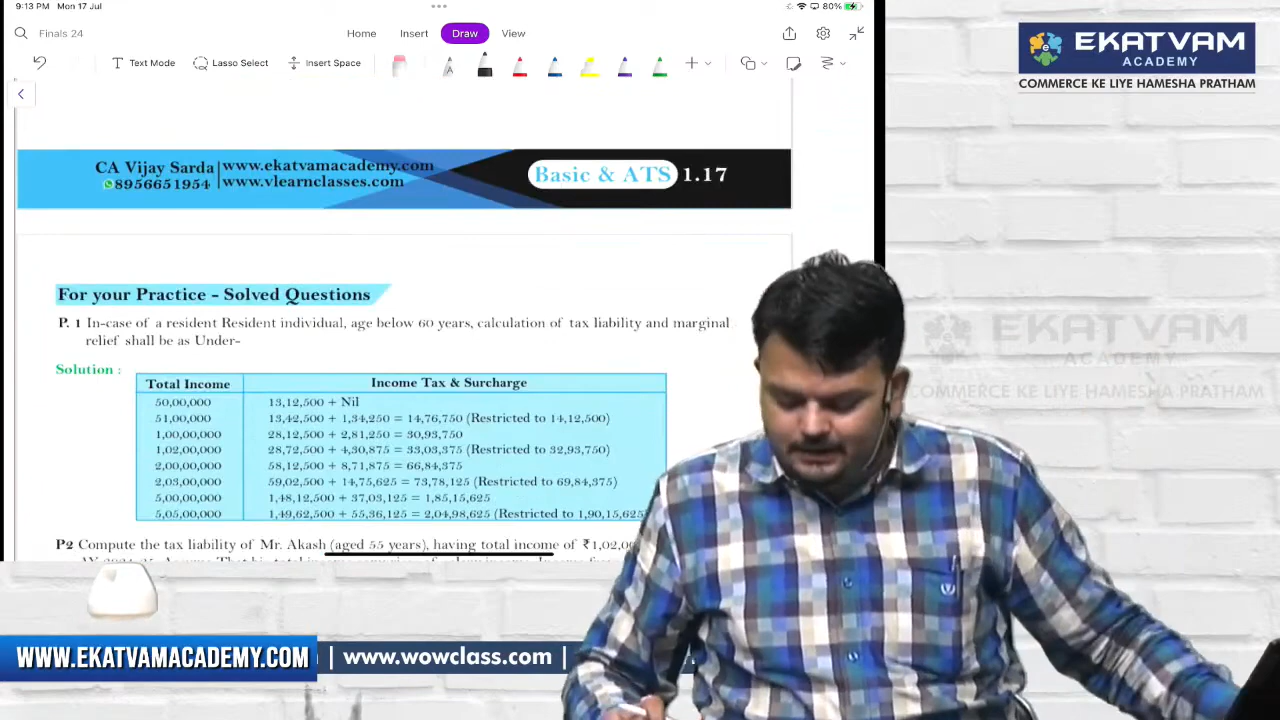 9:13 PM Mon 17 Jul
80%
Finals 24
Home Insert Draw View
Text Mode Lasso Select Insert Space
EKATVAM
ACADEMY
COMMERCE KE LIYE HAMESHA PRATHAM
CA Vijay Sarda
8956651954
www.ekatvamacademy.com
www.vlearnclasses.com
Basic & ATS 1.17
For your Practice - Solved Questions
P. 1 In-case of a resident Resident individual, age below 60 years, calculation of tax liability and marginal
relief shall be as Under-
Solution :
Total Income Income Tax & Surcharge
50,00,000 13,12,500 + Nil
51,00,000 13,42,500 + 1,34,250 = 14,76,750 (Restricted to 14,12,500)
1,00,00,000 28,12,500 + 2,81,250 = 30,93,750
1,02,00,000 28,72,500 + 4,30,875 = 33,03,375 (Restricted to 32,93,750)
2,00,00,000 58,12,500 + 8,71,875 = 66,84,375
2,03,00,000 59,02,500 + 14,75,625 = 73,78,125 (Restricted to 69,84,375)
5,00,00,000 1,48,12,500 + 37,03,125 = 1,85,15,625
5,05,00,000 1,49,62,500 + 55,36,125 = 2,04,98,625 (Restricted to 1,90,15,625
P2 Compute the tax liability of Mr. Akash (aged 55 years), having total income of ₹1,02,00
EKATVAM
ACADEMY
COMMERCE KE LIYE HAMESHA PRATHAM
WWW.EKATVAMACADEMY.COM | www.wowclass.com |